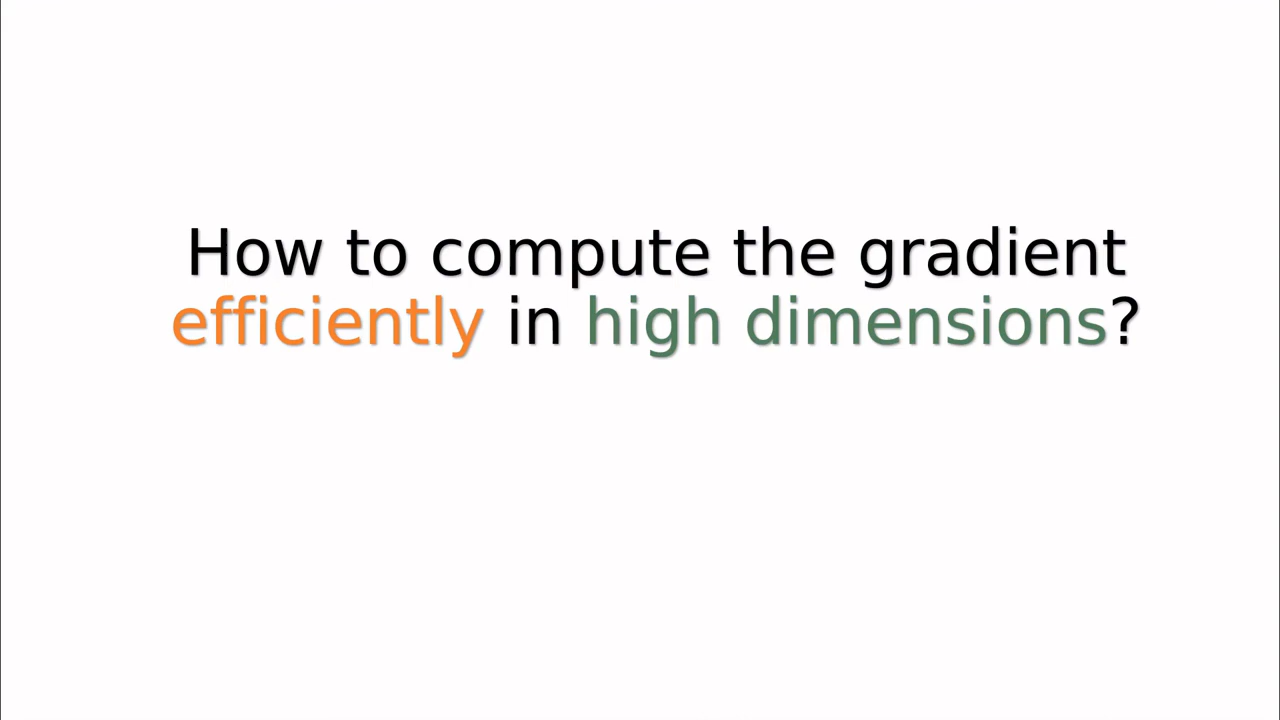 How to compute the gradient
efficiently in high dimensions?